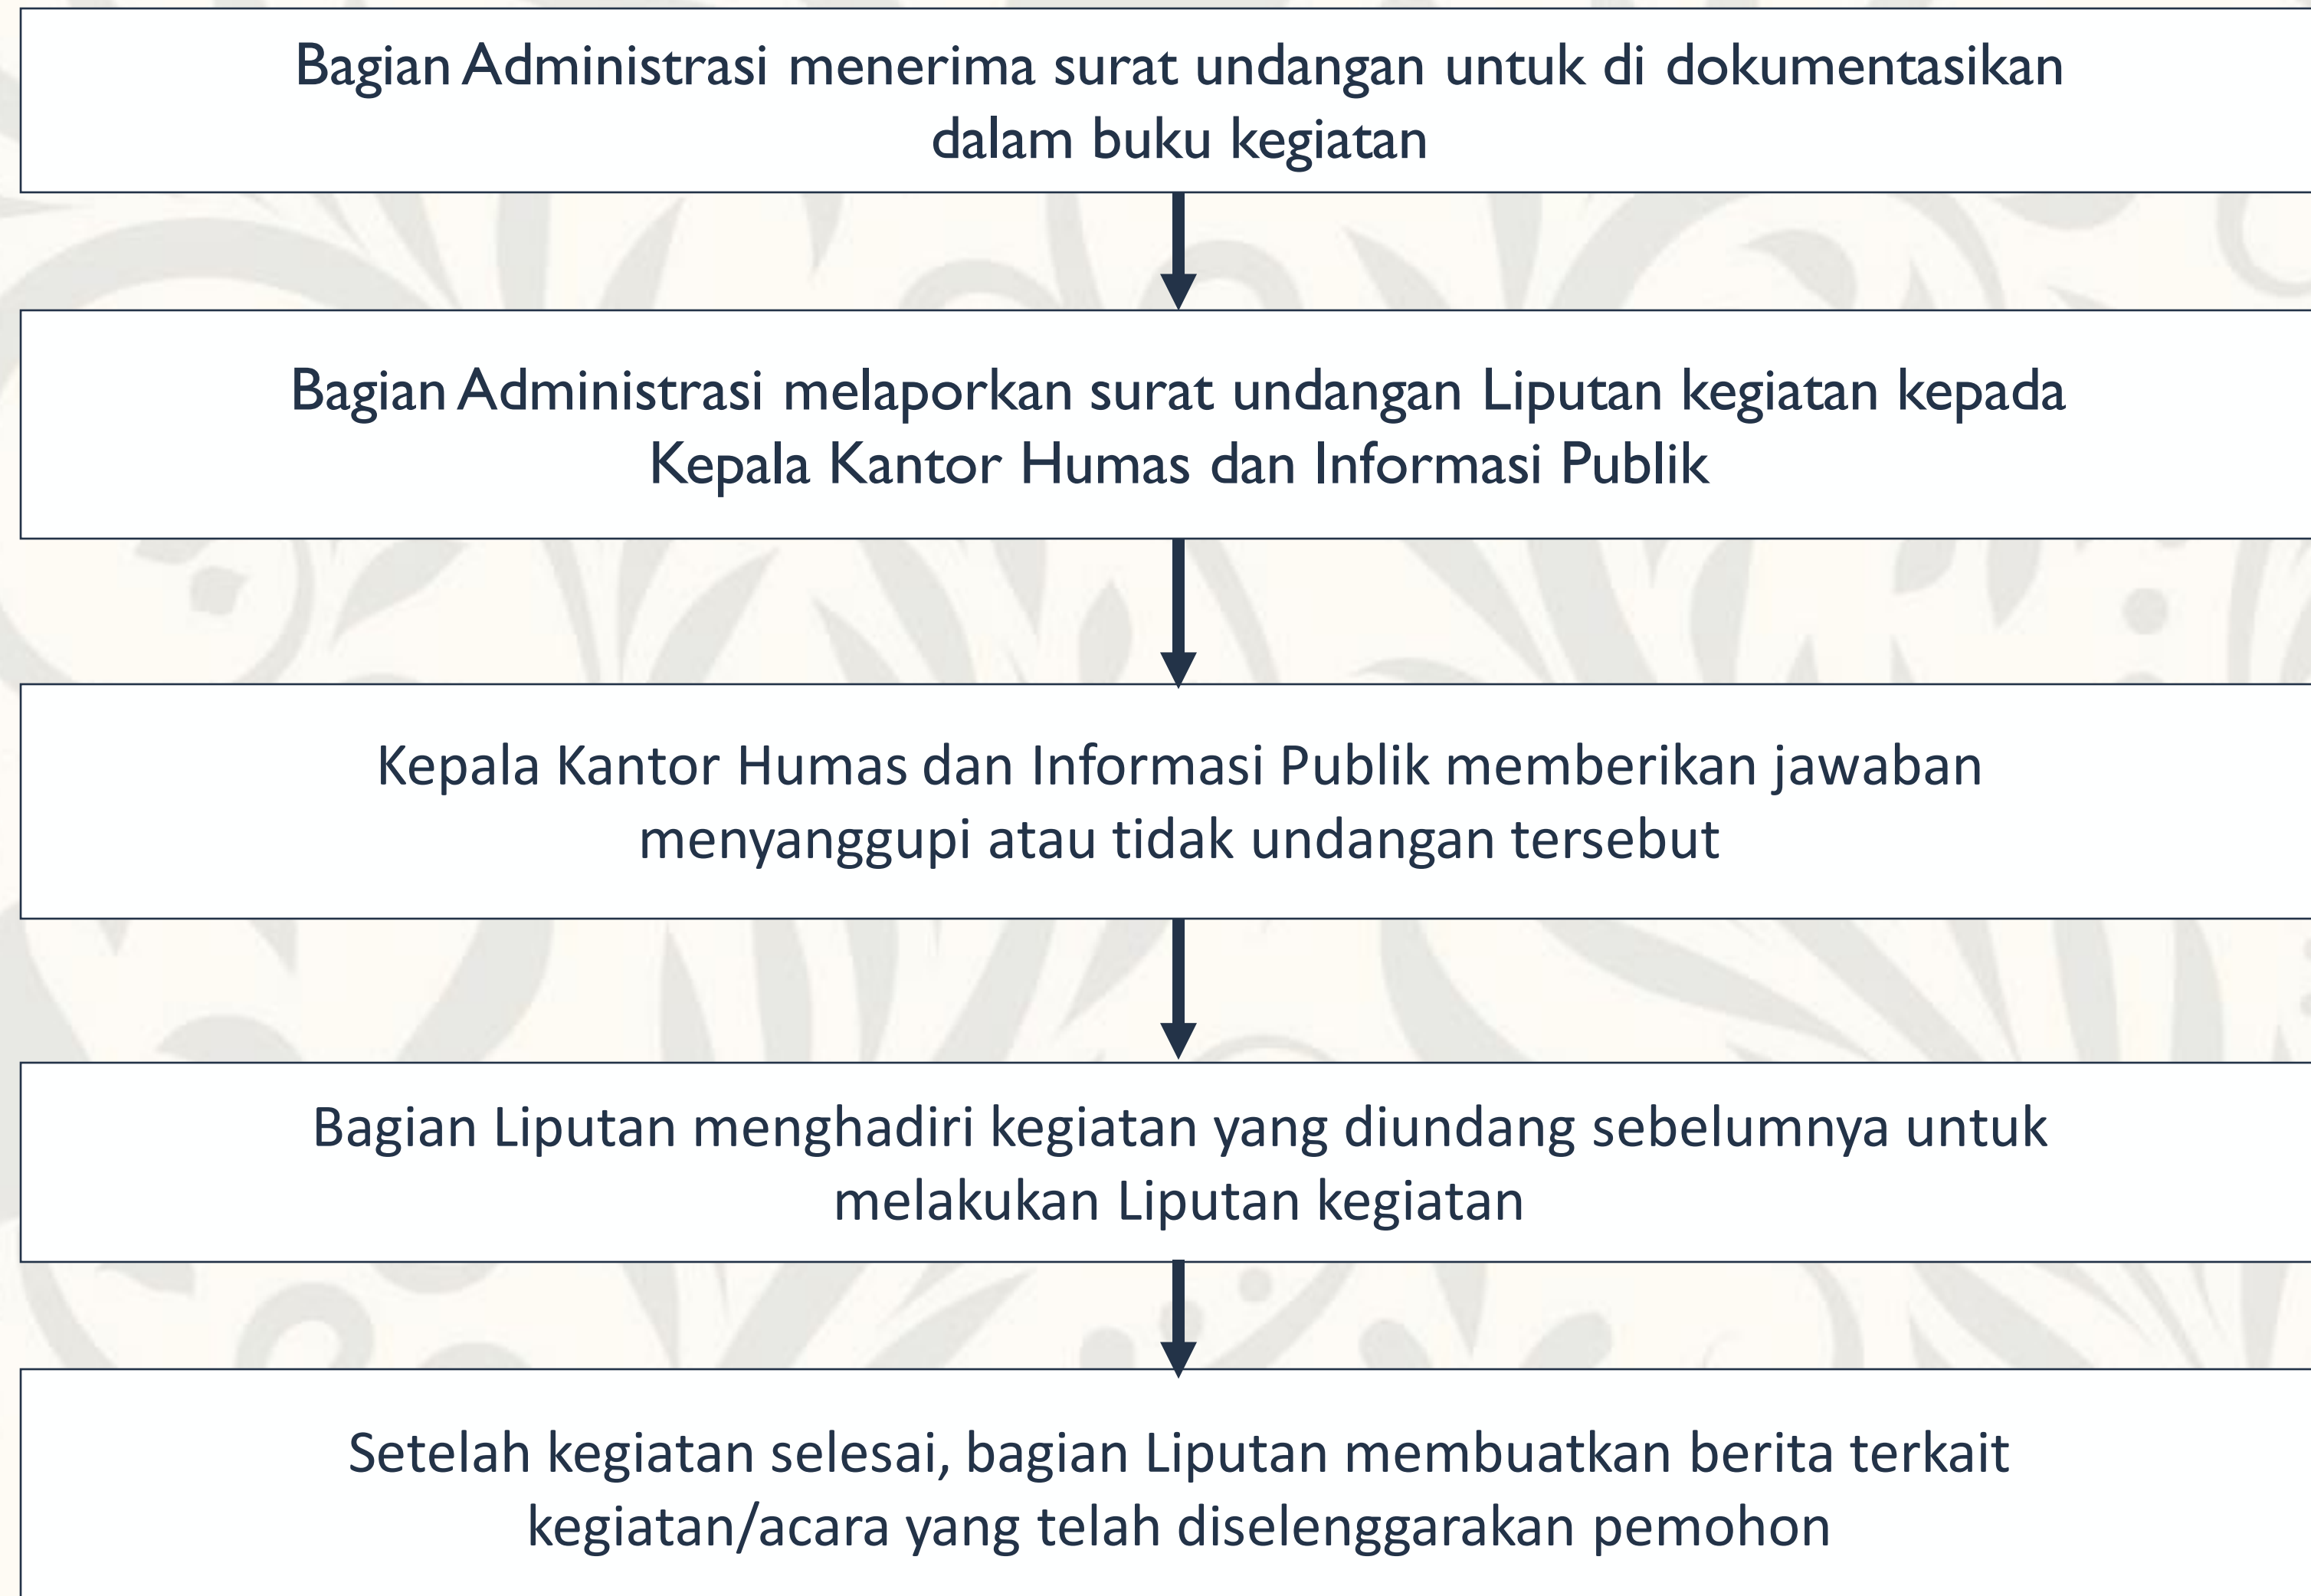 Bagian Administrasi menerima surat undangan untuk di dokumentasikan
dalam buku kegiatan
Bagian Administrasi melaporkan surat undangan Liputan kegiatan kepada
Kepala Kantor Humas dan Informasi Publik
Kepala Kantor Humas dan Informasi Publik memberikan jawaban
menyanggupi atau tidak undangan tersebut
Bagian Liputan menghadiri kegiatan yang diundang sebelumnya untuk
melakukan Liputan kegiatan
Setelah kegiatan selesai, bagian Liputan membuatkan berita terkait
kegiatan/acara yang telah diselenggarakan pemohon